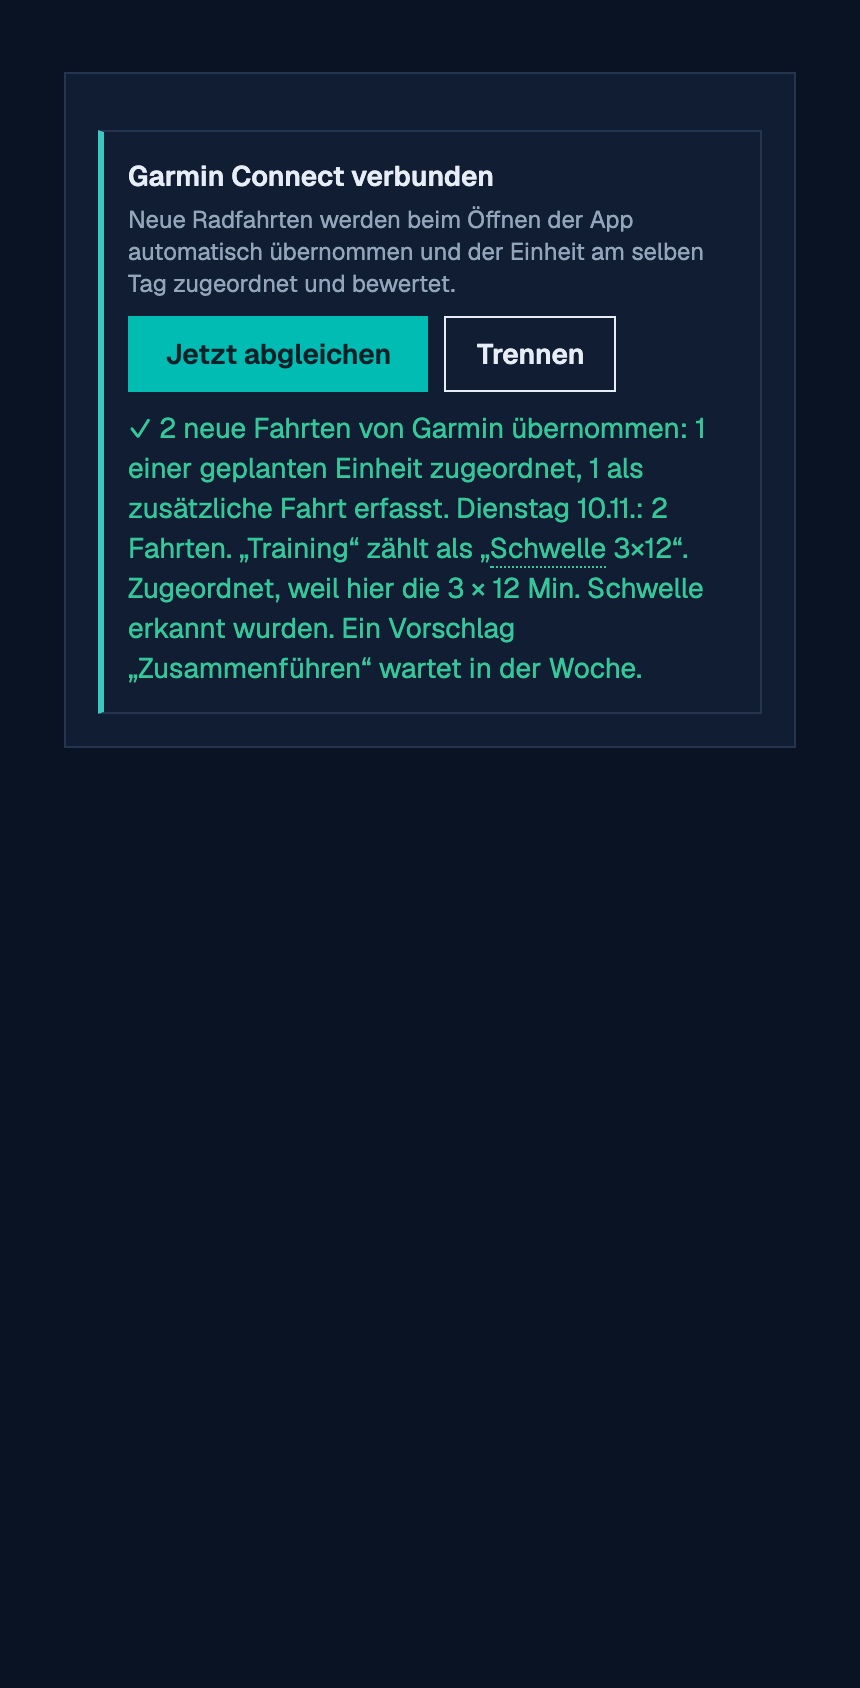 Garmin Connect verbunden
Neue Radfahrten werden beim Öffnen der App
automatisch übernommen und der Einheit am selben
Tag zugeordnet und bewertet.
Jetzt abgleichen
Trennen
✓ 2 neue Fahrten von Garmin übernommen: 1
einer geplanten Einheit zugeordnet, 1 als
zusätzliche Fahrt erfasst. Dienstag 10.11.: 2
Fahrten. „Training“ zählt als „Schwelle 3×12“.
Zugeordnet, weil hier die 3 × 12 Min. Schwelle
erkannt wurden. Ein Vorschlag
„Zusammenführen“ wartet in der Woche.